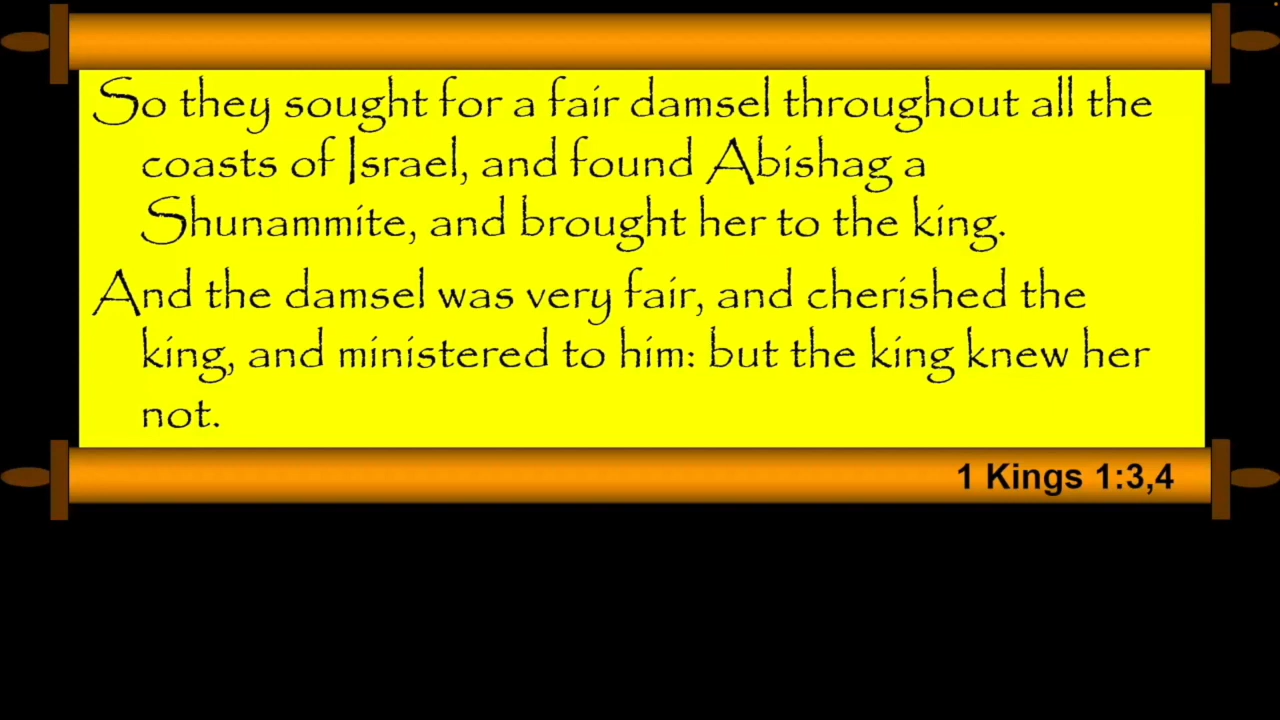 So they sought for a fair damsel throughout all the
coasts of Israel, and found Abishag a
Shunammite, and brought her to the king.
And the damsel was very fair, and cherished the
king, and ministered to him: but the king knew her
not.
1 Kings 1:3,4